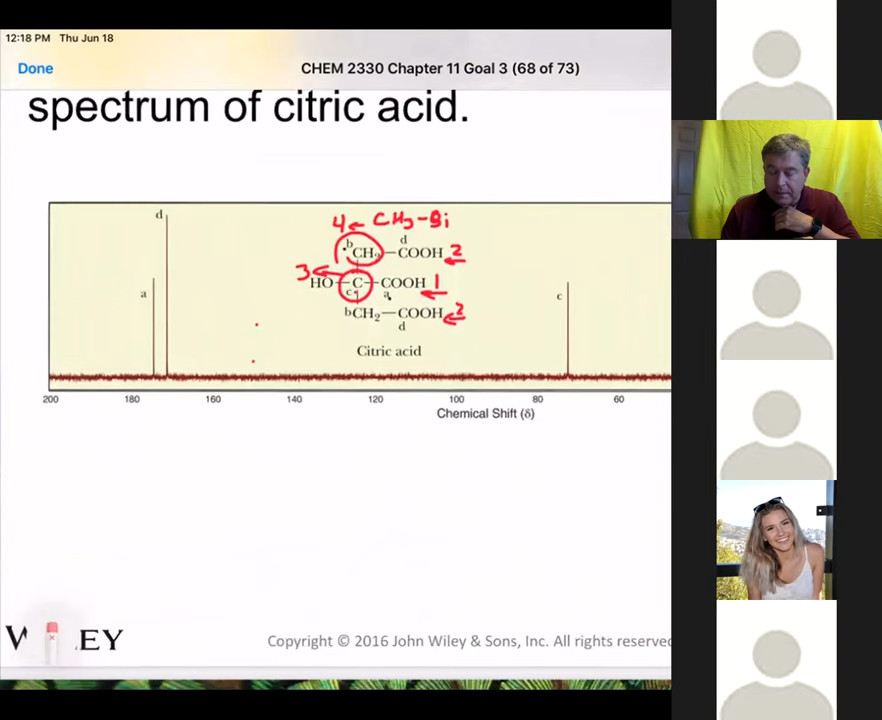 12:18 PM Thu Jun 18
Done
CHEM 2330 Chapter 11 Goal 3 (68 of 73)
spectrum of citric acid.
d
4 ← CH3-Bi
b
d
CH2—COOH 2
a
3
HO—C—COOH 1
c
a
c
bCH2—COOH 2
d
Citric acid
200 180 160 140 120 100 80 60
Chemical Shift (δ)
W EY
Copyright © 2016 John Wiley & Sons, Inc. All rights reserved